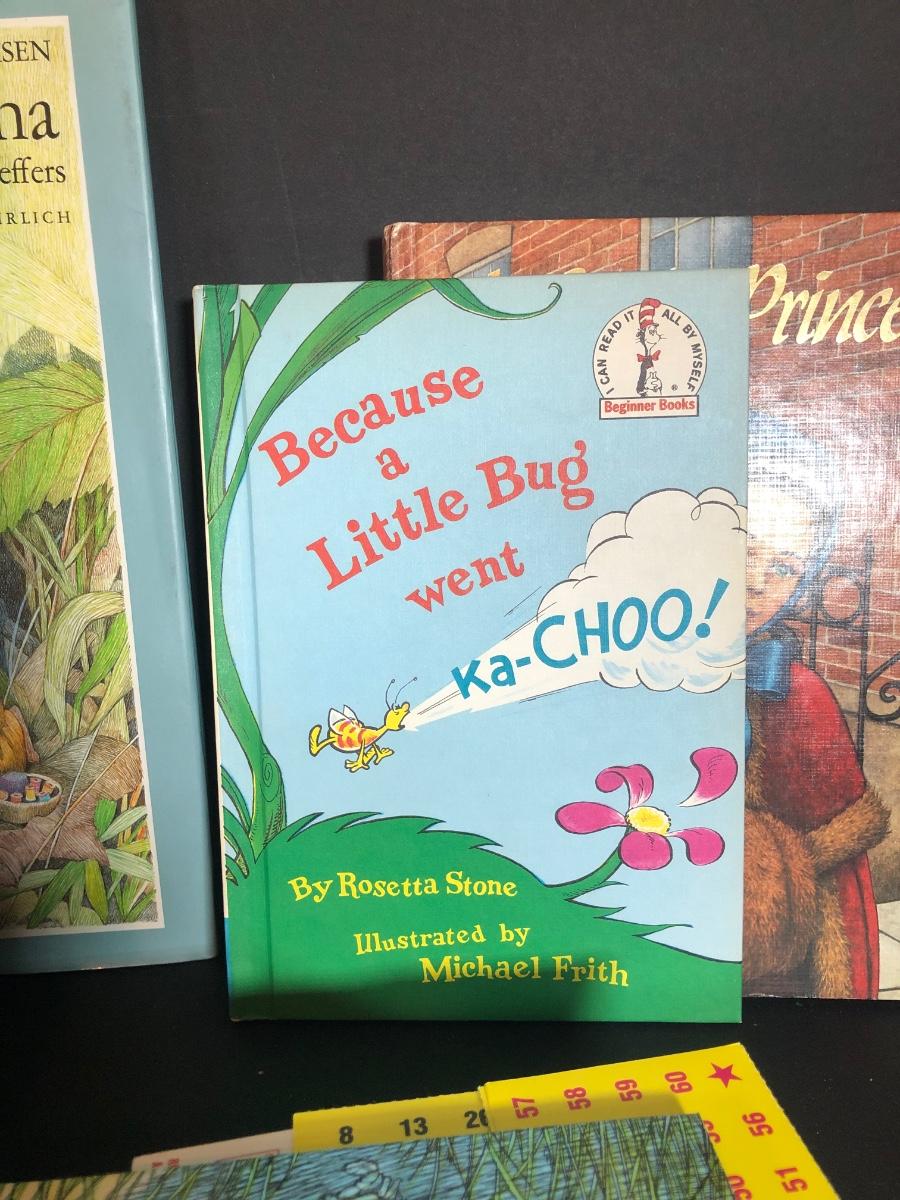 Because
a
Little Bug
went
Ka-CHOO!
I CAN READ IT ALL BY MYSELF
®
Beginner Books
By Rosetta Stone
Illustrated by
Michael Frith
SEN
na
effers
RLICH
Prince
8 13 26 57 58 59 60
56
51